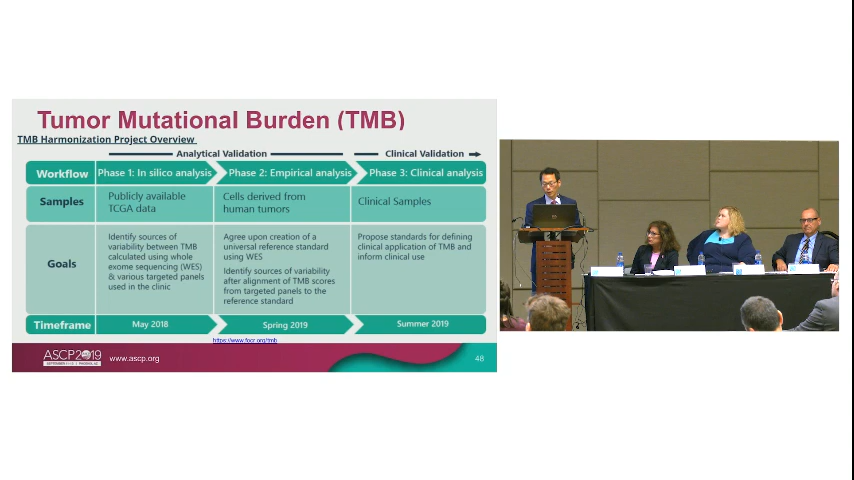 Tumor Mutational Burden (TMB)
TMB Harmonization Project Overview
Analytical Validation
Clinical Validation
Workflow
Phase 1: In silico analysis
Phase 2: Empirical analysis
Phase 3: Clinical analysis
Samples
Publicly available
TCGA data
Cells derived from
human tumors
Clinical Samples
Goals
Identify sources of
variability between TMB
calculated using whole
exome sequencing (WES)
& various targeted panels
used in the clinic
Agree upon creation of a
universal reference standard
using WES
Identify sources of variability
after alignment of TMB scores
from targeted panels to the
reference standard
Propose standards for defining
clinical application of TMB and
inform clinical use
Timeframe
May 2018
Spring 2019
Summer 2019
https://www.focr.org/tmb
ASCP2019
www.ascp.org
48